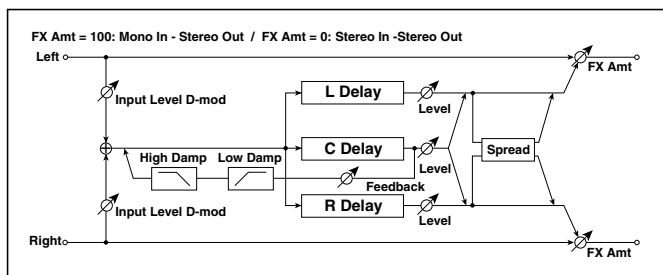 FX Amt = 100: Mono In - Stereo Out / FX Amt = 0: Stereo In -Stereo Out
Left
FX Amt
Input Level D-mod
L Delay
Level
High Damp
Low Damp
C Delay
Level
Spread
Feedback
Input Level D-mod
R Delay
Level
Right
FX Amt